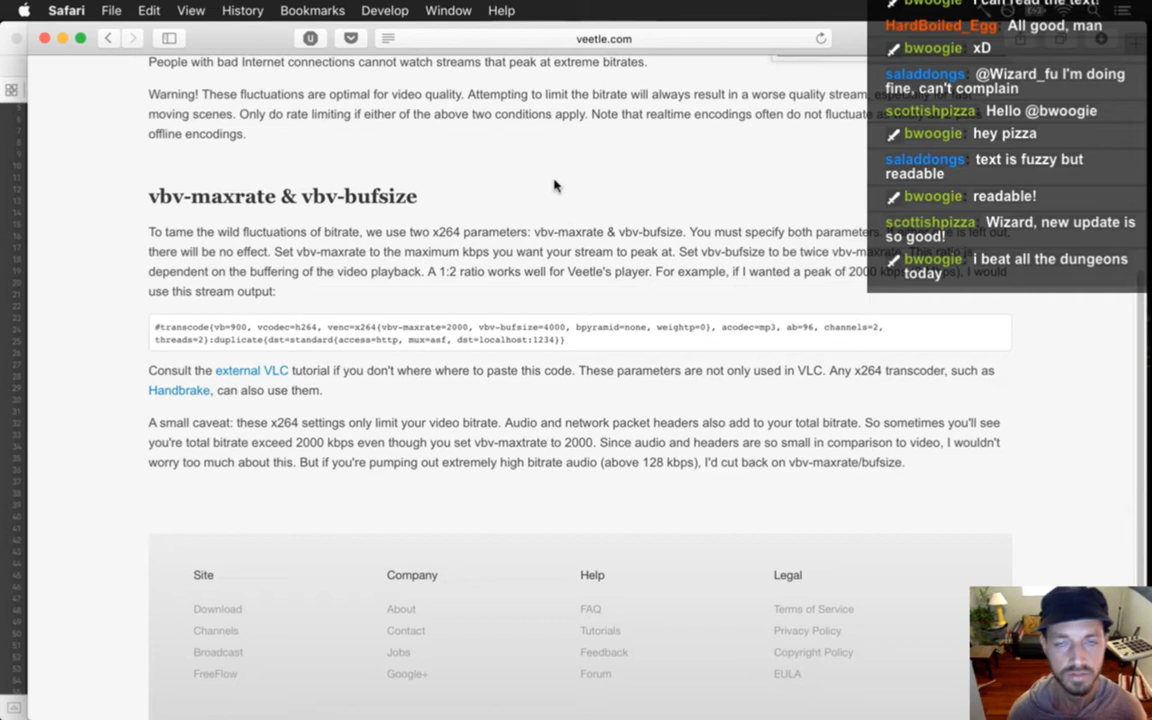 Safari File Edit View History Bookmarks Develop Window Help
veetle.com
People with bad Internet connections cannot watch streams that peak at extreme bitrates.
Warning! These fluctuations are optimal for video quality. Attempting to limit the bitrate will always result in a worse quality stream,
moving scenes. Only do rate limiting if either of the above two conditions apply. Note that realtime encodings often do not fluctuate
offline encodings.
vbv-maxrate & vbv-bufsize
To tame the wild fluctuations of bitrate, we use two x264 parameters: vbv-maxrate & vbv-bufsize. You must specify both parameters.
there will be no effect. Set vbv-maxrate to the maximum kbps you want your stream to peak at. Set vbv-bufsize to be twice vbv-maxrate. This ratio is
dependent on the buffering of the video playback. A 1:2 ratio works well for Veetle's player. For example, if I wanted a peak of 2000 kbps, I would
use this stream output:
#transcode{vb=900, vcodec=h264, venc=x264{vbv-maxrate=2000, vbv-bufsize=4000, bpyramid=none, weightp=0}, acodec=mp3, ab=96, channels=2,
threads=2}:duplicate{dst=standard{access=http, mux=asf, dst=localhost:1234}}
Consult the external VLC tutorial if you don't where where to paste this code. These parameters are not only used in VLC. Any x264 transcoder, such as
Handbrake, can also use them.
A small caveat: these x264 settings only limit your video bitrate. Audio and network packet headers also add to your total bitrate. So sometimes you'll see
you're total bitrate exceed 2000 kbps even though you set vbv-maxtrate to 2000. Since audio and headers are so small in comparison to video, I wouldn't
worry too much about this. But if you're pumping out extremely high bitrate audio (above 128 kbps), I'd cut back on vbv-maxrate/bufsize.
Site Company Help Legal
Download About FAQ Terms of Service
Channels Contact Tutorials Privacy Policy
Broadcast Jobs Feedback Copyright Policy
FreeFlow Google+ Forum EULA
bwoogie: I can read the text!
HardBoiled_Egg: All good, man
bwoogie: xD
saladdongs: @Wizard_fu I'm doing
fine, can't complain
scottishpizza: Hello @bwoogie
bwoogie: hey pizza
saladdongs: text is fuzzy but
readable
bwoogie: readable!
scottishpizza: Wizard, new update is
so good!
bwoogie: i beat all the dungeons
today